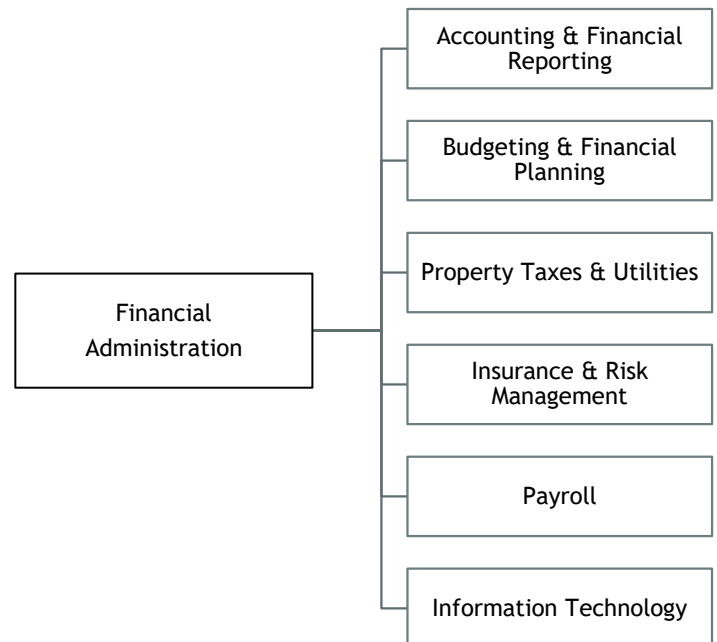 Financial
Administration
Accounting & Financial
Reporting
Budgeting & Financial
Planning
Property Taxes & Utilities
Insurance & Risk
Management
Payroll
Information Technology